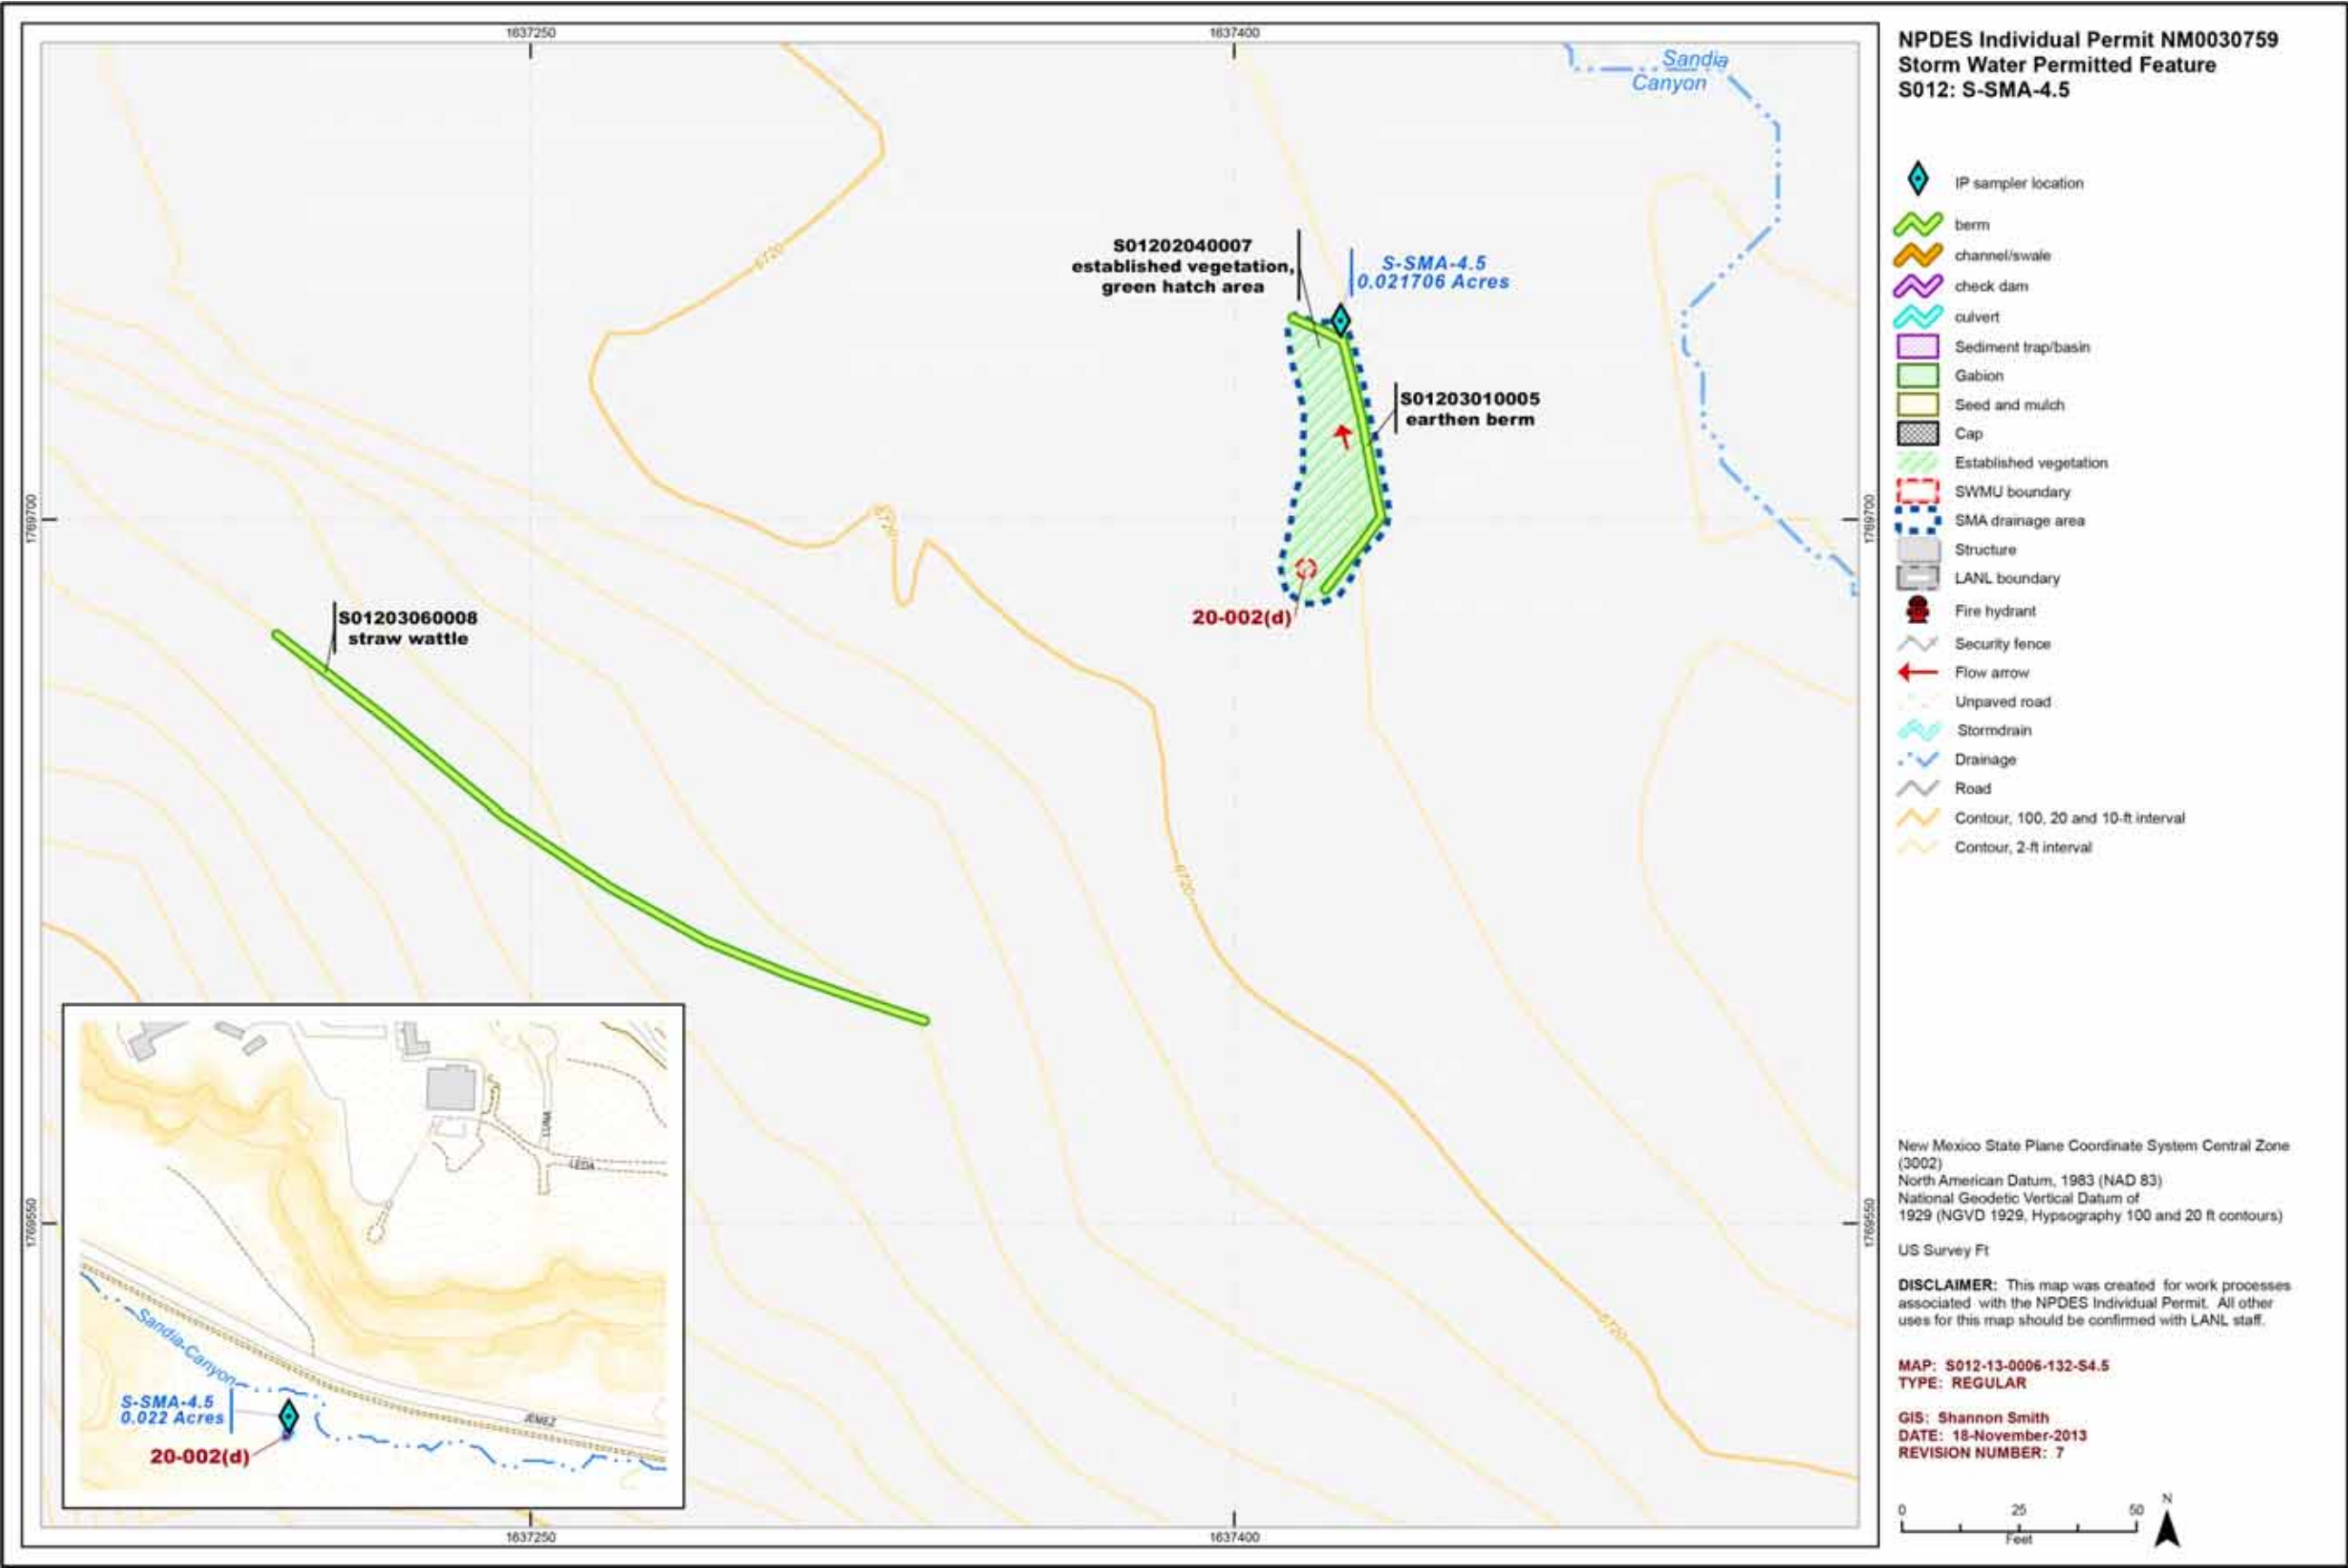 1637250
1637400
NPDES Individual Permit NM0030759
Storm Water Permitted Feature
S012: S-SMA-4.5
Sandia
Canyon
IP sampler location
berm
channel/swale
check dam
culvert
Sediment trap/basin
Gabion
Seed and mulch
Cap
Established vegetation
SWMU boundary
SMA drainage area
Structure
LANL boundary
Fire hydrant
Security fence
Flow arrow
Unpaved road
Stormdrain
Drainage
Road
Contour, 100, 20 and 10-ft interval
Contour, 2-ft interval
6720
S01202040007
established vegetation,
green hatch area
S-SMA-4.5
0.021706 Acres
S01203010005
earthen berm
1769700
6720
1769700
20-002(d)
S01203060008
straw wattle
6720
1769550
1769550
6720
LUNA
LEDA
Sandia Canyon
S-SMA-4.5
0.022 Acres
JEMEZ
20-002(d)
1637250
1637400
New Mexico State Plane Coordinate System Central Zone
(3002)
North American Datum, 1983 (NAD 83)
National Geodetic Vertical Datum of
1929 (NGVD 1929, Hypsography 100 and 20 ft contours)
US Survey Ft
DISCLAIMER: This map was created for work processes
associated with the NPDES Individual Permit. All other
uses for this map should be confirmed with LANL staff.
MAP: S012-13-0006-132-S4.5
TYPE: REGULAR
GIS: Shannon Smith
DATE: 18-November-2013
REVISION NUMBER: 7
0 25 50
Feet
N